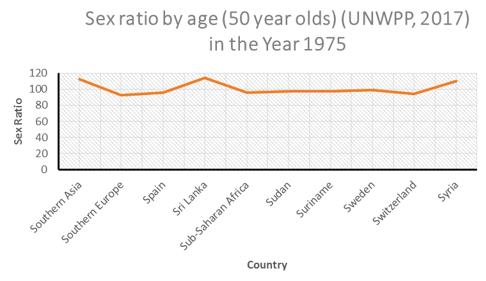 Sex ratio by age (50 year olds) (UNWPP, 2017)
in the Year 1975
120
100
80
60
40
20
0
Sex Ratio
Southern Asia
Southern Europe
Spain
Sri Lanka
Sub-Saharan Africa
Sudan
Suriname
Sweden
Switzerland
Syria
Country